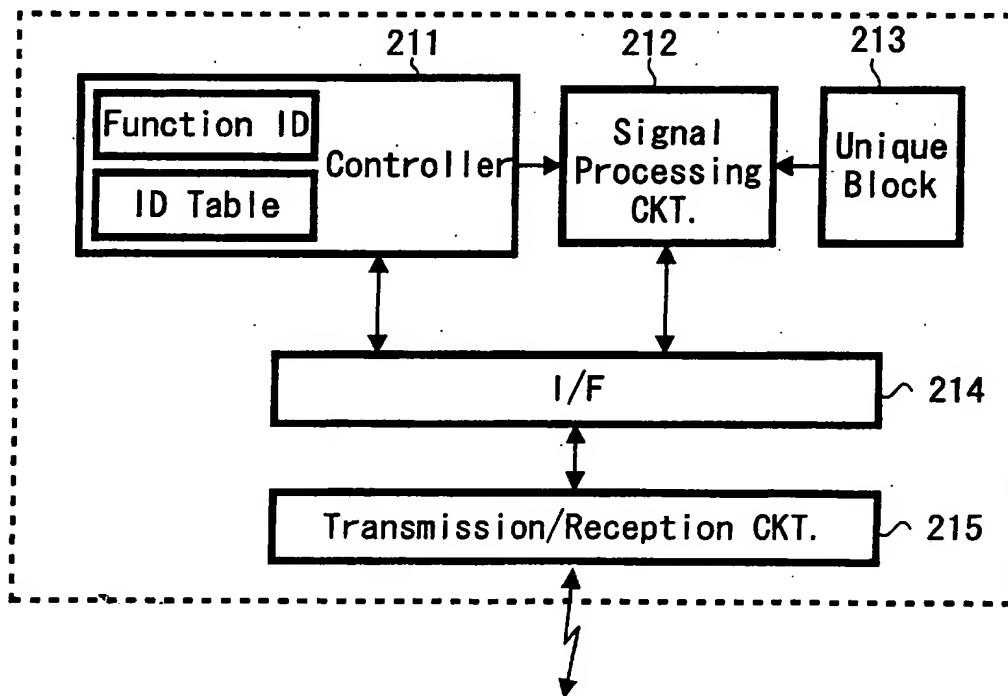 211
212
213
Function ID
ID Table
Controller
Signal
Processing
CKT.
Unique
Block
I/F
214
Transmission/Reception CKT.
215